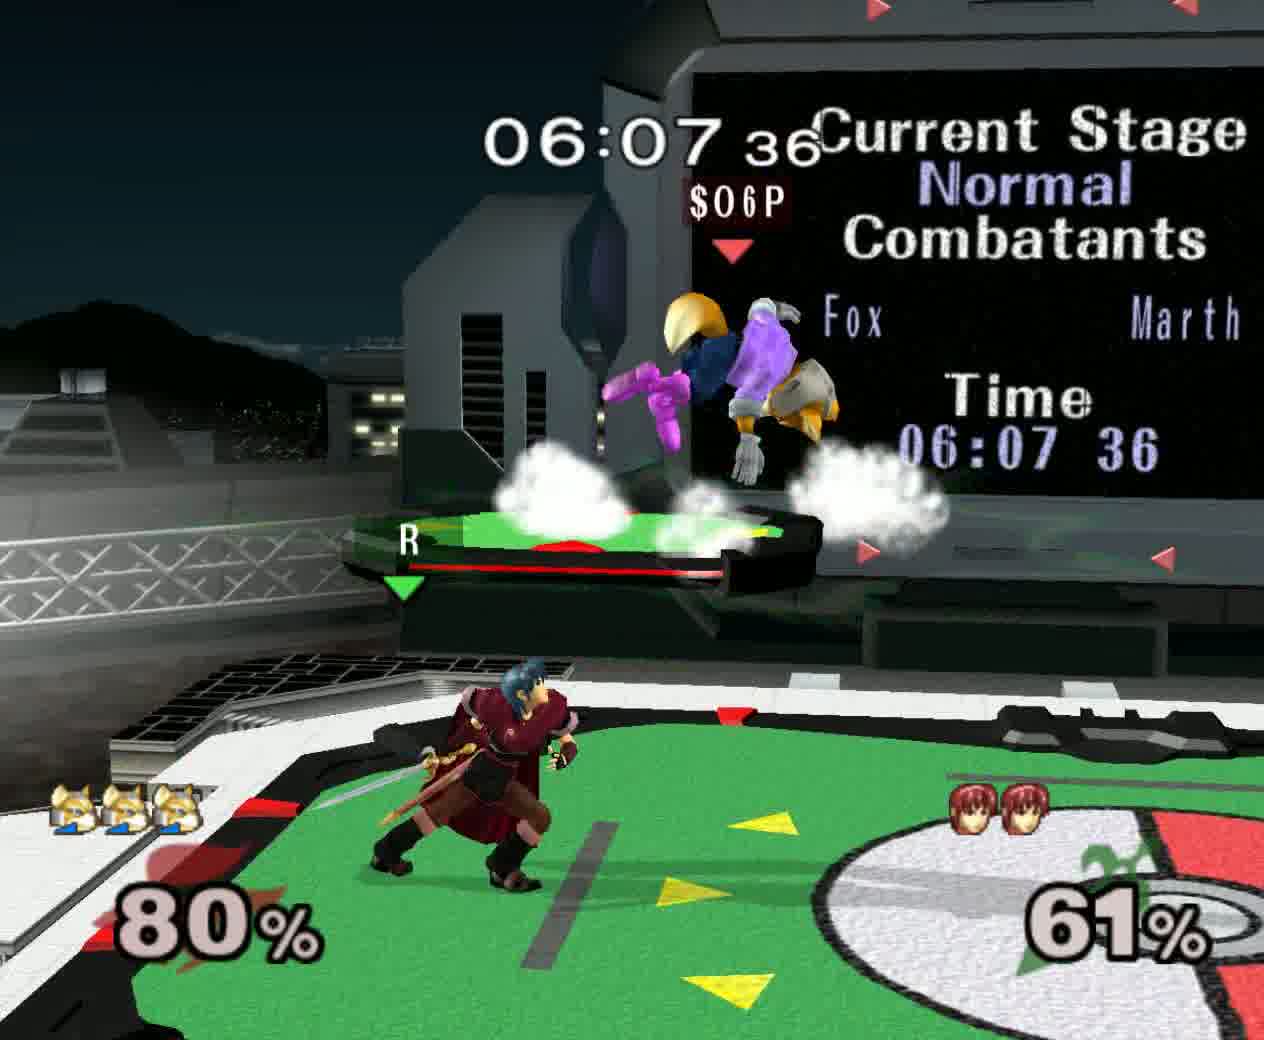 06:07 36
Current Stage
Normal
$06P
Combatants
Fox Marth
Time
06:07 36
R
80%
61%